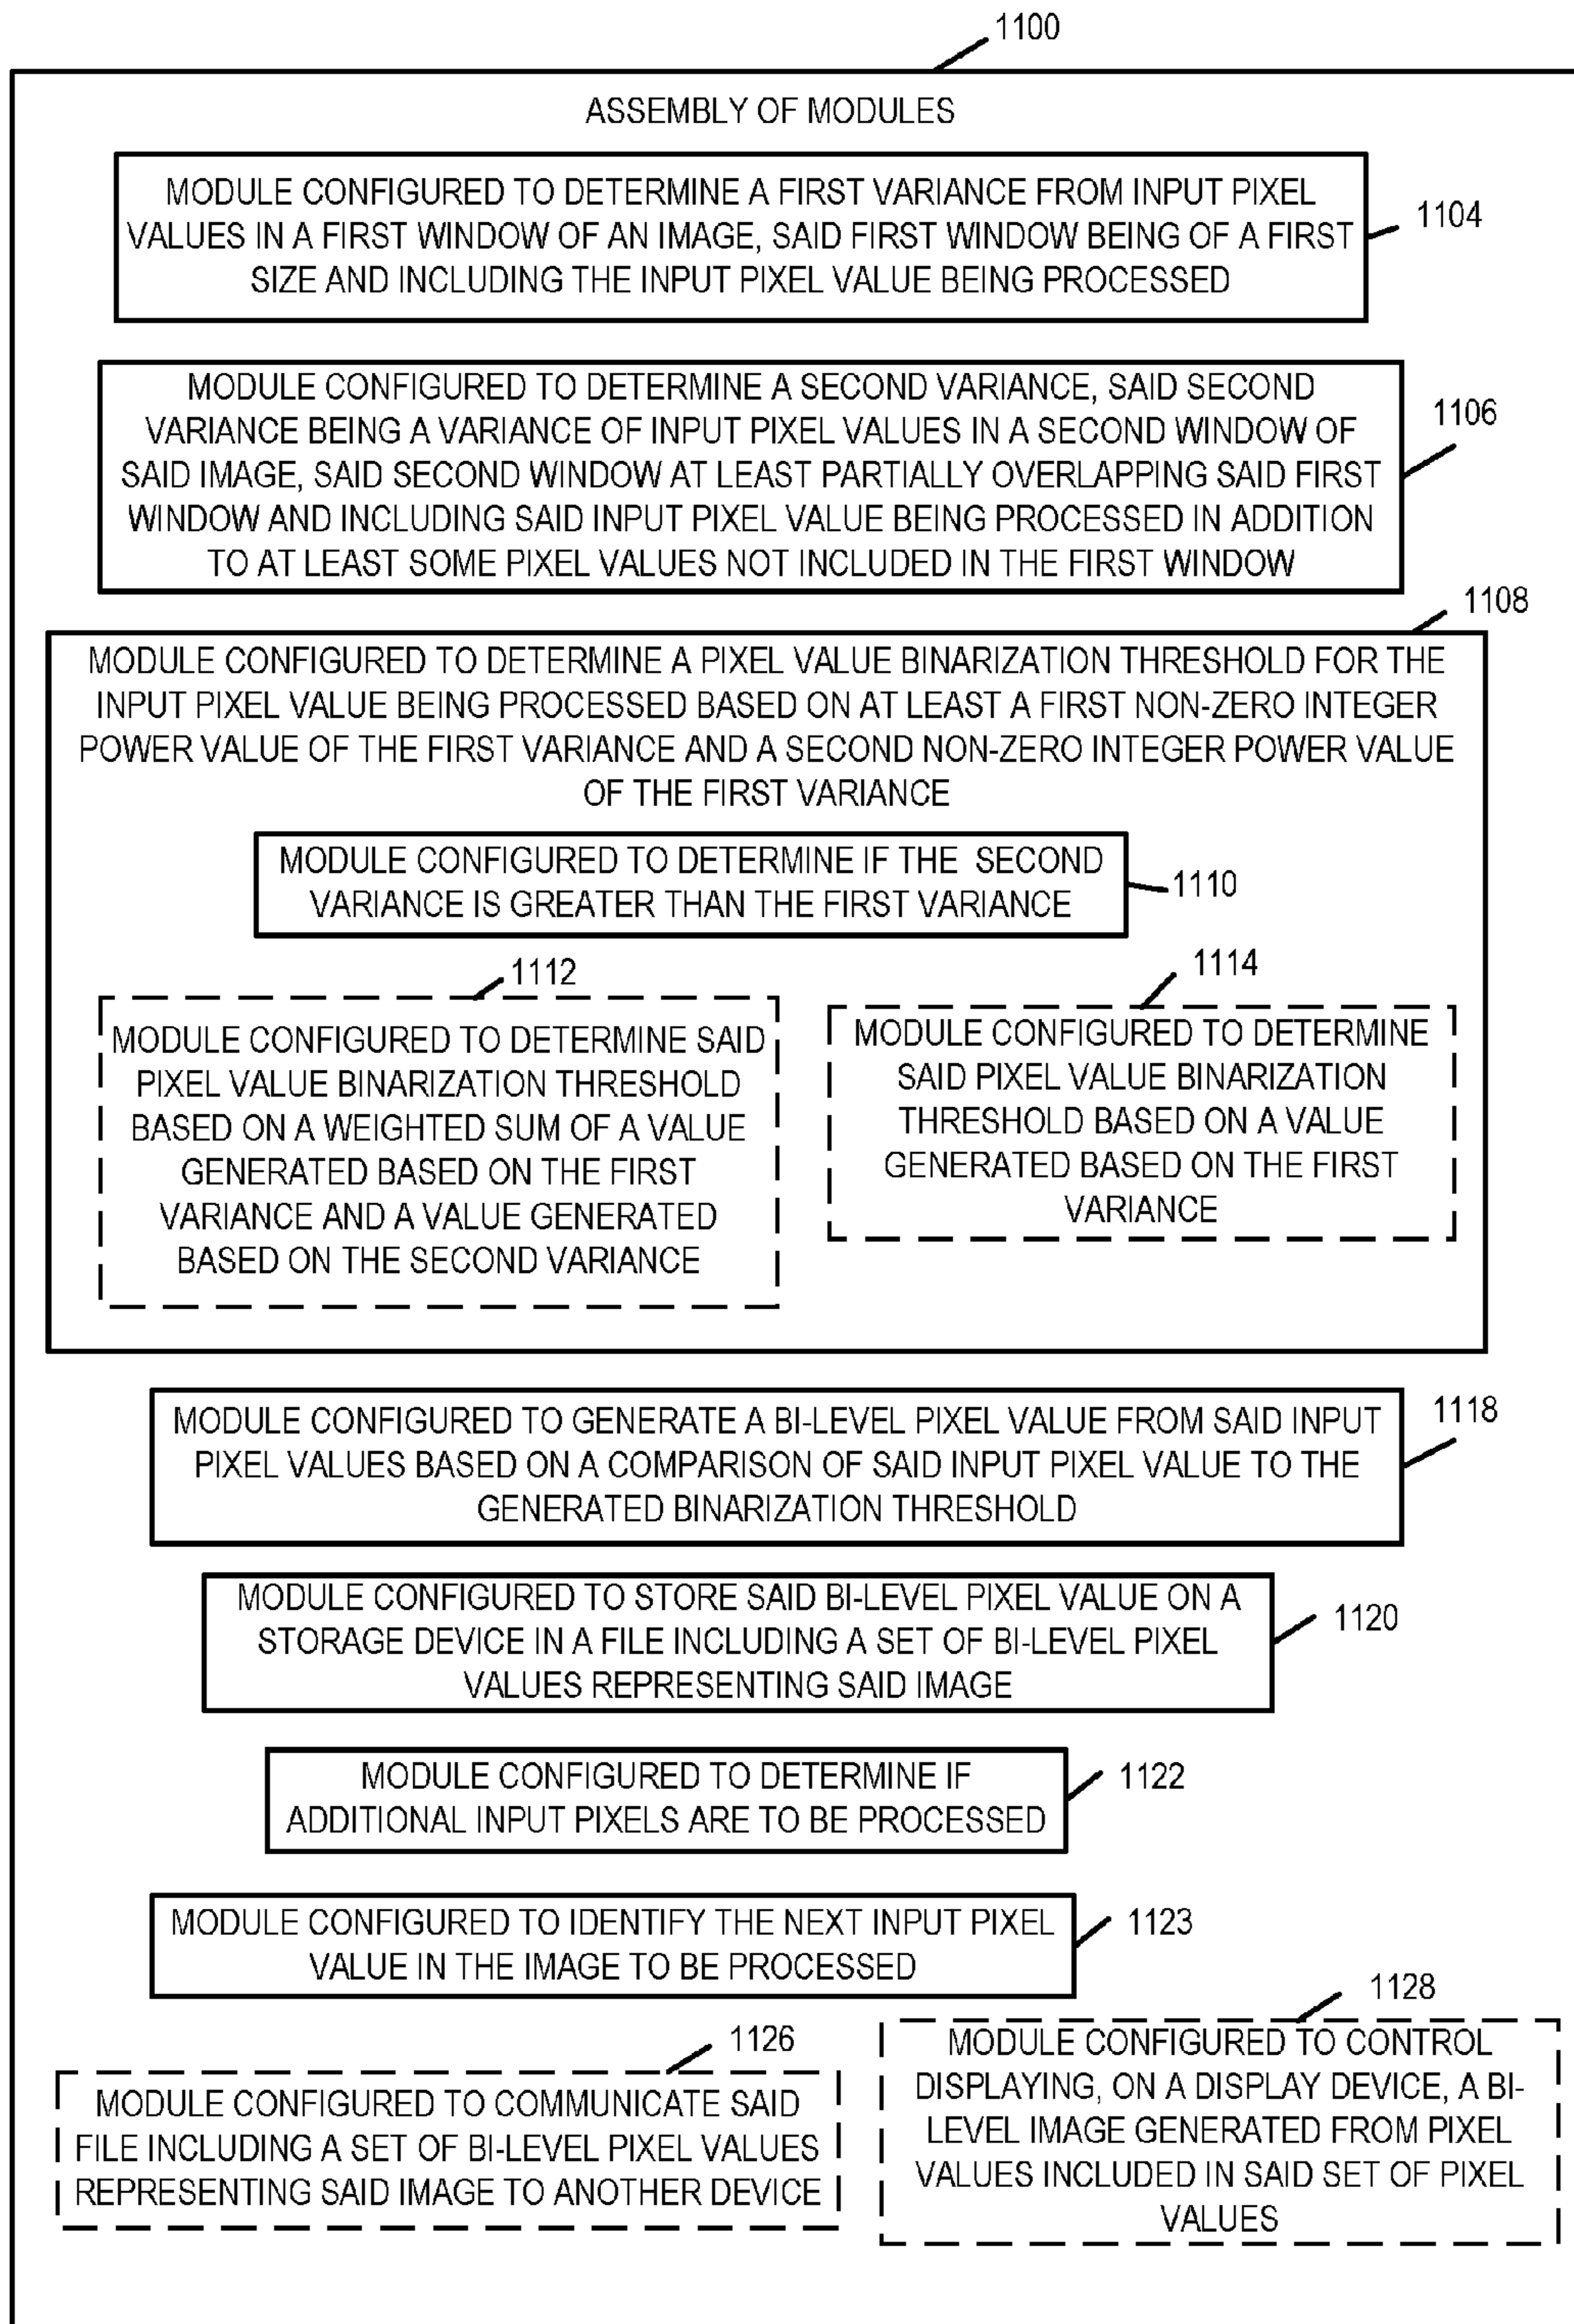 1100
ASSEMBLY OF MODULES
MODULE CONFIGURED TO DETERMINE A FIRST VARIANCE FROM INPUT PIXEL
VALUES IN A FIRST WINDOW OF AN IMAGE, SAID FIRST WINDOW BEING OF A FIRST
SIZE AND INCLUDING THE INPUT PIXEL VALUE BEING PROCESSED
1104
MODULE CONFIGURED TO DETERMINE A SECOND VARIANCE, SAID SECOND
VARIANCE BEING A VARIANCE OF INPUT PIXEL VALUES IN A SECOND WINDOW OF
SAID IMAGE, SAID SECOND WINDOW AT LEAST PARTIALLY OVERLAPPING SAID FIRST
WINDOW AND INCLUDING SAID INPUT PIXEL VALUE BEING PROCESSED IN ADDITION
TO AT LEAST SOME PIXEL VALUES NOT INCLUDED IN THE FIRST WINDOW
1106
1108
MODULE CONFIGURED TO DETERMINE A PIXEL VALUE BINARIZATION THRESHOLD FOR THE
INPUT PIXEL VALUE BEING PROCESSED BASED ON AT LEAST A FIRST NON-ZERO INTEGER
POWER VALUE OF THE FIRST VARIANCE AND A SECOND NON-ZERO INTEGER POWER VALUE
OF THE FIRST VARIANCE
MODULE CONFIGURED TO DETERMINE IF THE SECOND
VARIANCE IS GREATER THAN THE FIRST VARIANCE
1110
1112
MODULE CONFIGURED TO DETERMINE SAID
PIXEL VALUE BINARIZATION THRESHOLD
BASED ON A WEIGHTED SUM OF A VALUE
GENERATED BASED ON THE FIRST
VARIANCE AND A VALUE GENERATED
BASED ON THE SECOND VARIANCE
1114
MODULE CONFIGURED TO DETERMINE
SAID PIXEL VALUE BINARIZATION
THRESHOLD BASED ON A VALUE
GENERATED BASED ON THE FIRST
VARIANCE
MODULE CONFIGURED TO GENERATE A BI-LEVEL PIXEL VALUE FROM SAID INPUT
PIXEL VALUES BASED ON A COMPARISON OF SAID INPUT PIXEL VALUE TO THE
GENERATED BINARIZATION THRESHOLD
1118
MODULE CONFIGURED TO STORE SAID BI-LEVEL PIXEL VALUE ON A
STORAGE DEVICE IN A FILE INCLUDING A SET OF BI-LEVEL PIXEL
VALUES REPRESENTING SAID IMAGE
1120
MODULE CONFIGURED TO DETERMINE IF
ADDITIONAL INPUT PIXELS ARE TO BE PROCESSED
1122
MODULE CONFIGURED TO IDENTIFY THE NEXT INPUT PIXEL
VALUE IN THE IMAGE TO BE PROCESSED
1123
1126
MODULE CONFIGURED TO COMMUNICATE SAID
FILE INCLUDING A SET OF BI-LEVEL PIXEL VALUES
REPRESENTING SAID IMAGE TO ANOTHER DEVICE
1128
MODULE CONFIGURED TO CONTROL
DISPLAYING, ON A DISPLAY DEVICE, A BI-
LEVEL IMAGE GENERATED FROM PIXEL
VALUES INCLUDED IN SAID SET OF PIXEL
VALUES